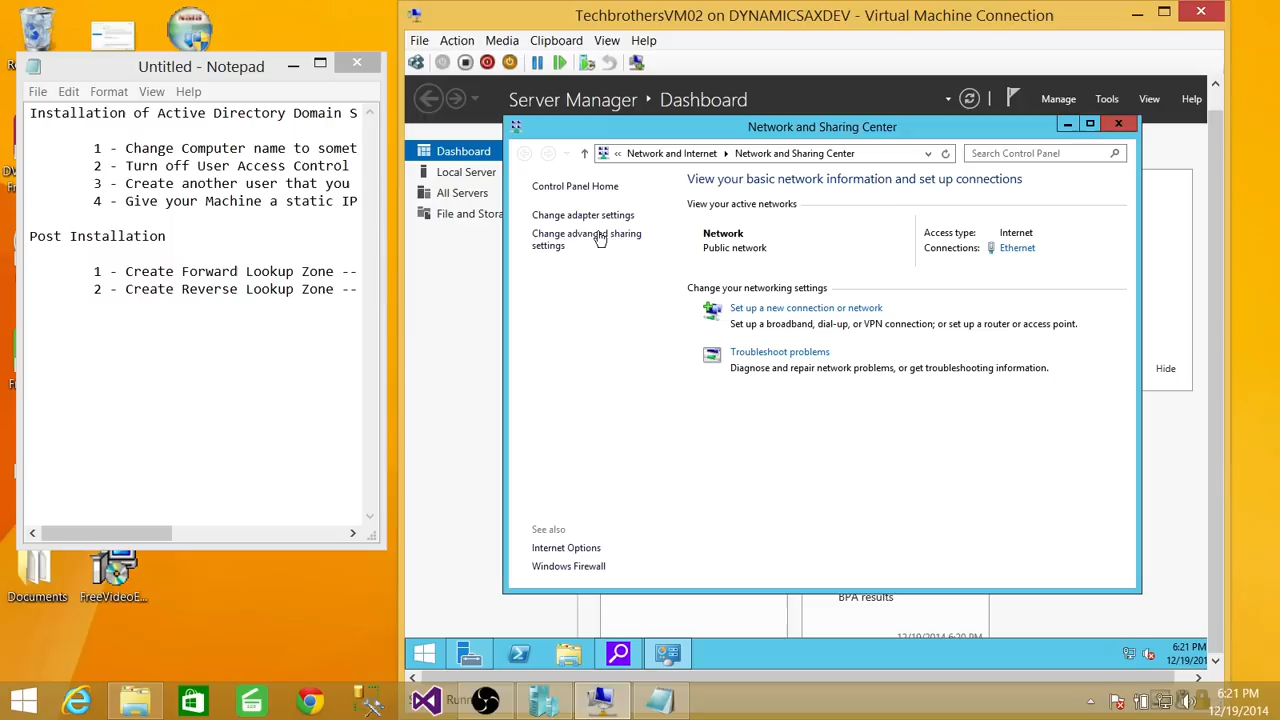 TechbrothersVM02 on DYNAMICSAXDEV - Virtual Machine Connection
File Action Media Clipboard View Help
Untitled - Notepad
File Edit Format View Help
Installation of Active Directory Domain S
1 - Change Computer name to somet
2 - Turn off User Access Control
3 - Create another user that you
4 - Give your Machine a static IP
Post Installation
1 - Create Forward Lookup Zone --
2 - Create Reverse Lookup Zone --
Server Manager Dashboard
Manage Tools View Help
Dashboard
Local Server
All Servers
File and Stora
Network and Sharing Center
Network and Internet Network and Sharing Center
Search Control Panel
Control Panel Home
Change adapter settings
Change advanced sharing
settings
View your basic network information and set up connections
View your active networks
Network
Public network
Access type: Internet
Connections: Ethernet
Change your networking settings
Set up a new connection or network
Set up a broadband, dial-up, or VPN connection; or set up a router or access point.
Troubleshoot problems
Diagnose and repair network problems, or get troubleshooting information.
See also
Internet Options
Windows Firewall
Hide
BPA results
12/19/2014 6:20 PM
6:21 PM
12/19/2014
Documents
FreeVideoE...
6:21 PM
12/19/2014